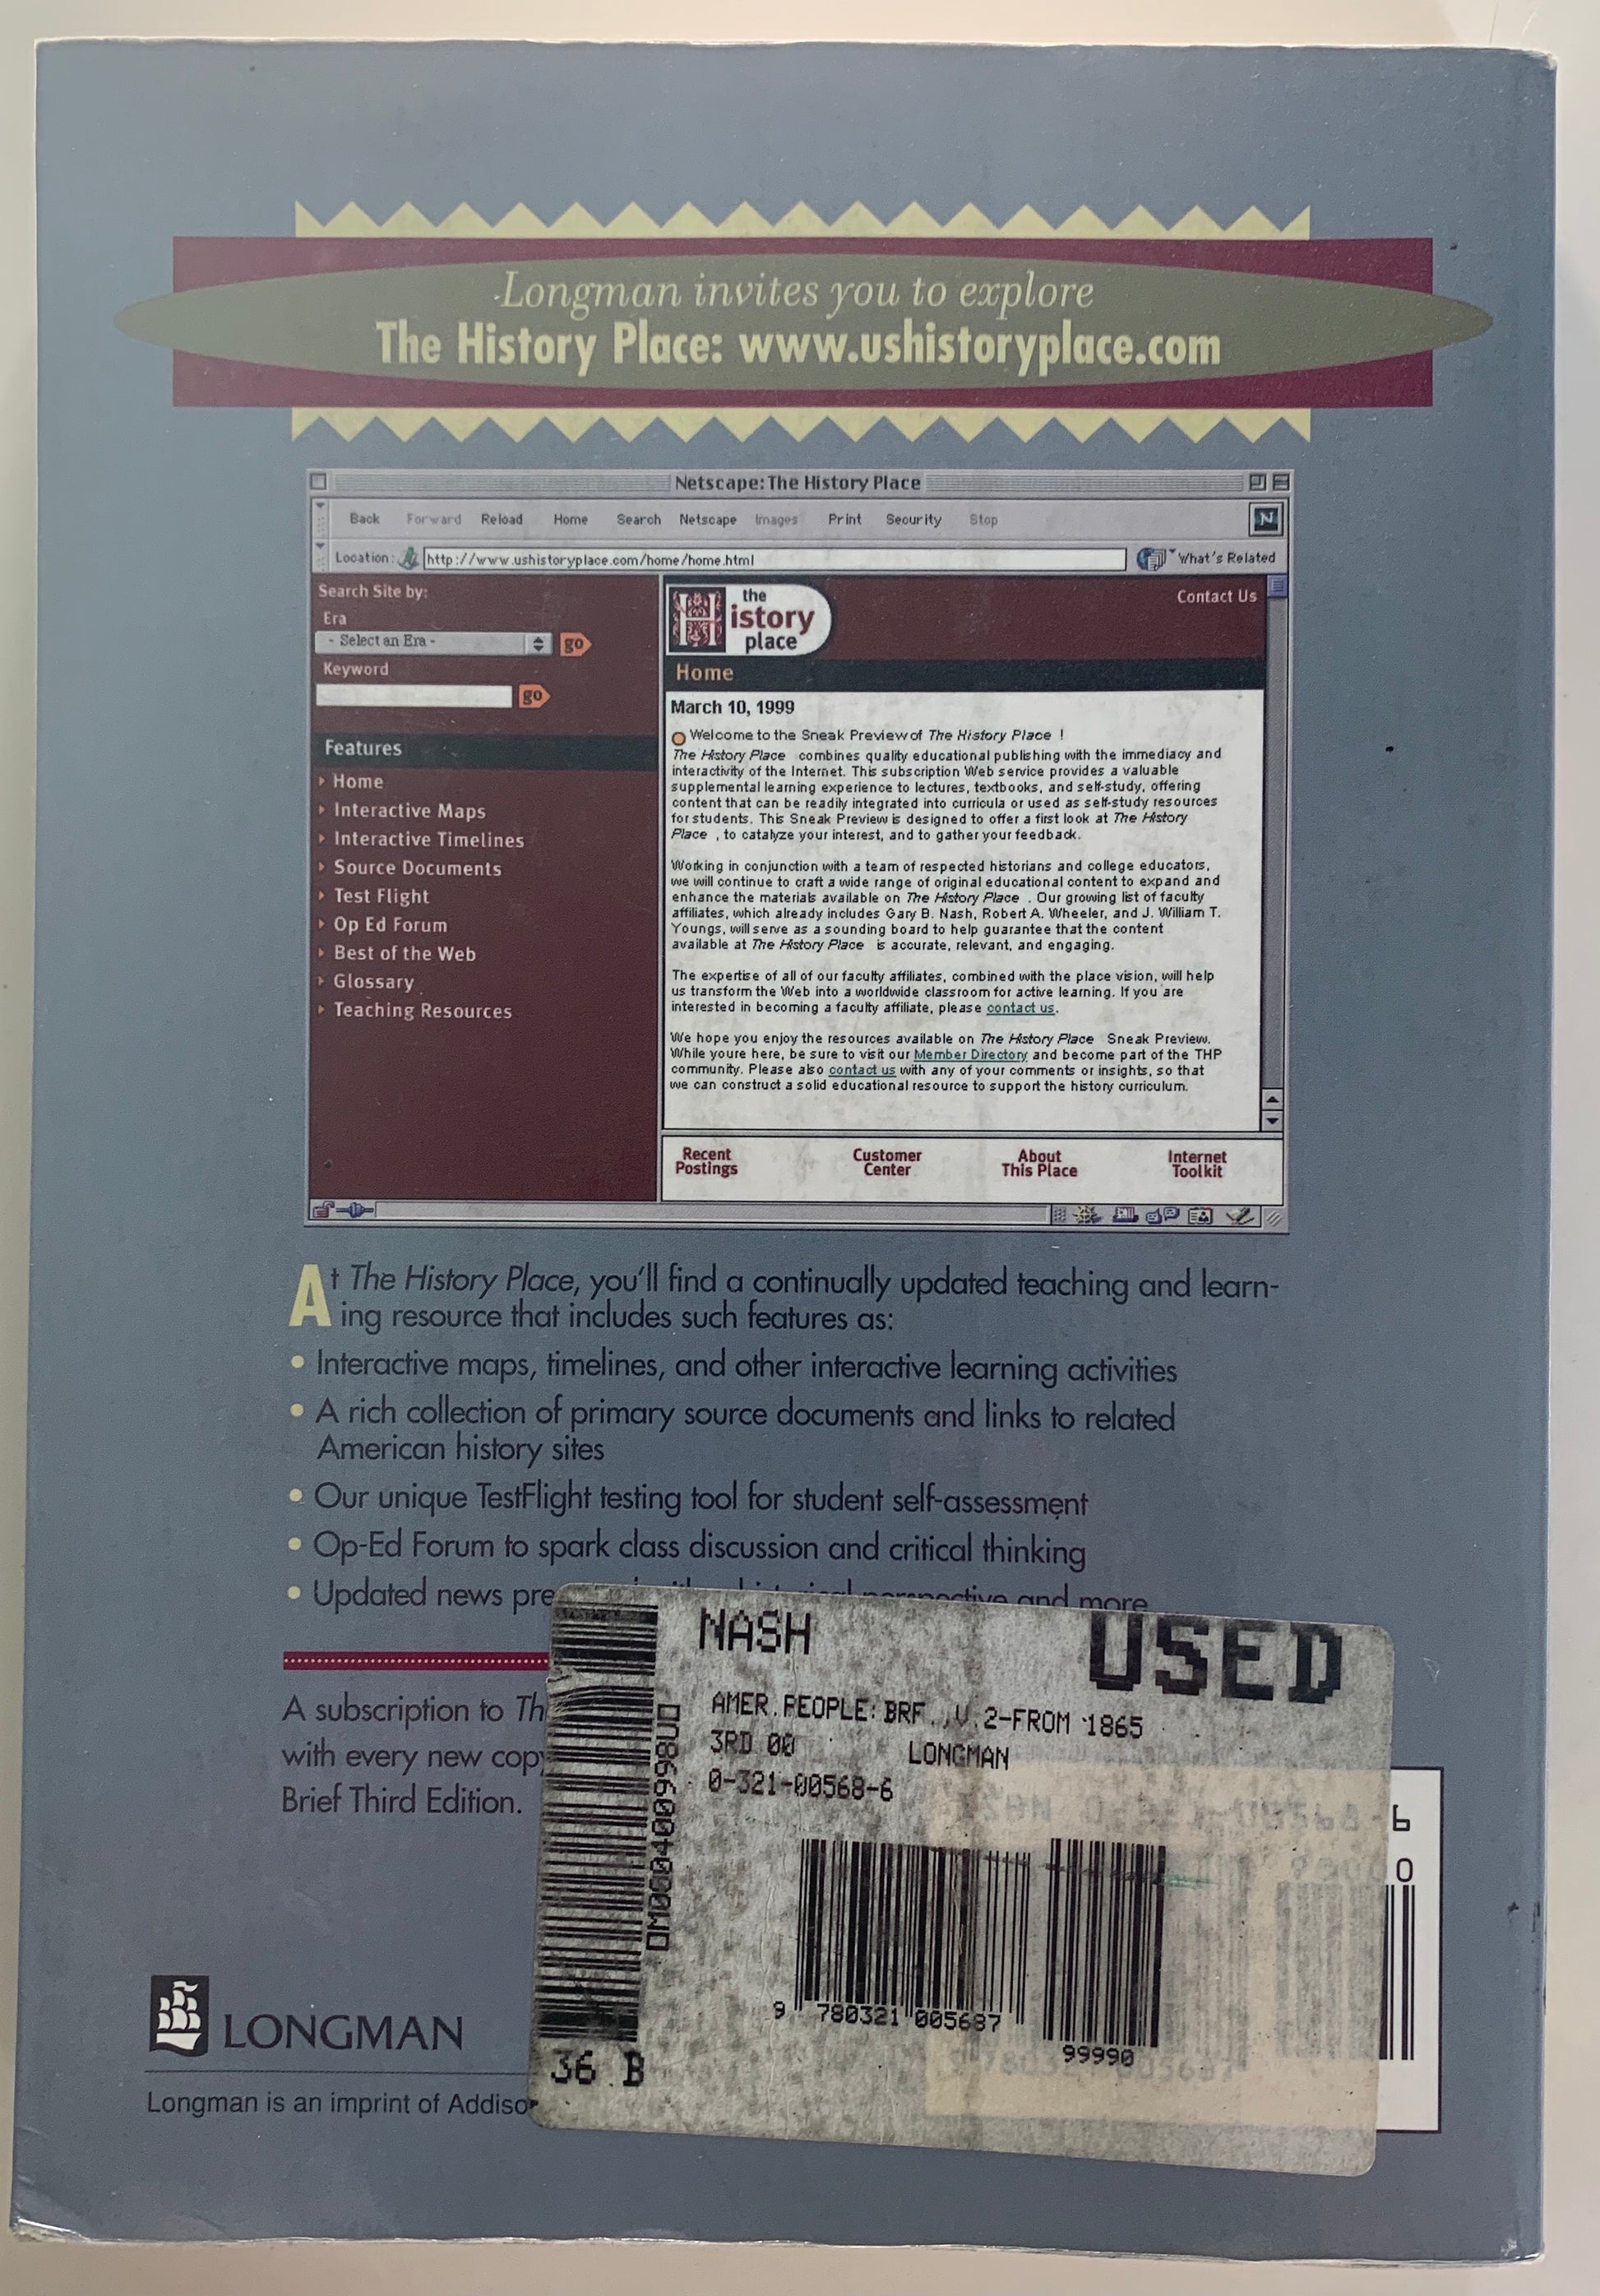 Longman invites you to explore
The History Place: www.ushistoryplace.com
Netscape: The History Place
Back Forward Reload Home Search Netscape Images Print Security Stop
N
Location: http://www.ushistoryplace.com/home/home.html What's Related
Search Site by:
Era
- Select an Era - go
Keyword
go
Features
Home
Interactive Maps
Interactive Timelines
Source Documents
Test Flight
Op Ed Forum
Best of the Web
Glossary
Teaching Resources
the
History
place
Contact Us
Home
March 10, 1999
Welcome to the Sneak Preview of The History Place !
The History Place combines quality educational publishing with the immediacy and
interactivity of the Internet. This subscription Web service provides a valuable
supplemental learning experience to lectures, textbooks, and self-study, offering
content that can be readily integrated into curricula or used as self-study resources
for students. This Sneak Preview is designed to offer a first look at The History
Place , to catalyze your interest, and to gather your feedback.
Working in conjunction with a team of respected historians and college educators,
we will continue to craft a wide range of original educational content to expand and
enhance the materials available on The History Place . Our growing list of faculty
affiliates, which already includes Gary B. Nash, Robert A. Wheeler, and J. William T.
Youngs, will serve as a sounding board to help guarantee that the content
available at The History Place is accurate, relevant, and engaging.
The expertise of all of our faculty affiliates, combined with the place vision, will help
us transform the Web into a worldwide classroom for active learning. If you are
interested in becoming a faculty affiliate, please contact us.
We hope you enjoy the resources available on The History Place Sneak Preview.
While youre here, be sure to visit our Member Directory and become part of the THP
community. Please also contact us with any of your comments or insights, so that
we can construct a solid educational resource to support the history curriculum.
Recent
Postings
Customer
Center
About
This Place
Internet
Toolkit
At The History Place, you'll find a continually updated teaching and learn-
ing resource that includes such features as:
• Interactive maps, timelines, and other interactive learning activities
• A rich collection of primary source documents and links to related
American history sites
• Our unique TestFlight testing tool for student self-assessment
• Op-Ed Forum to spark class discussion and critical thinking
• Updated news pre perspective and more
A subscription to Th
with every new copy
Brief Third Edition.
NASH USED
AMER.PEOPLE:BRF.,V.2-FROM 1865
3RD 00 LONGMAN
0-321-00568-6
9 780321 005687
99990
36 B
LONGMAN
Longman is an imprint of Addiso